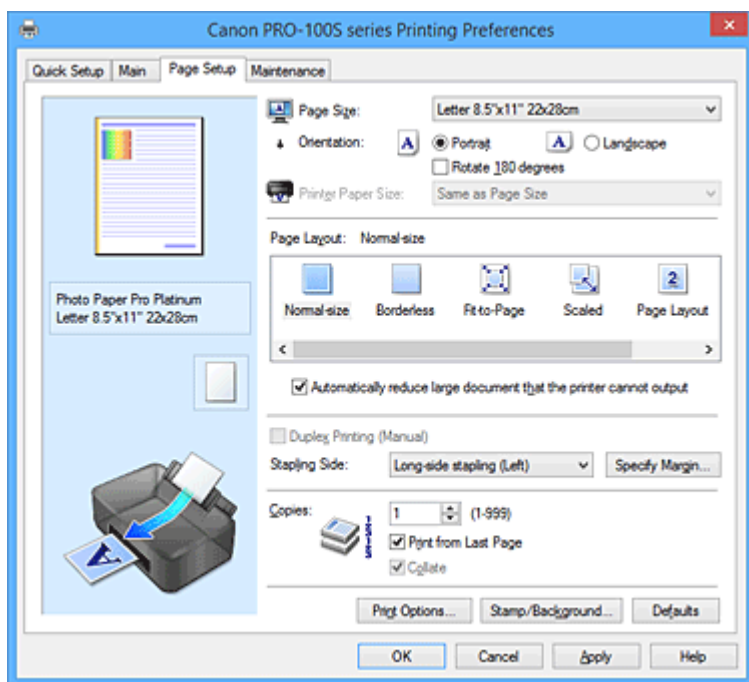 Canon PRO-100S series Printing Preferences
Quick Setup Main Page Setup Maintenance
Page Size: Letter 8.5"x11" 22x28cm
Orientation: A Portrait A Landscape
Rotate 180 degrees
Printer Paper Size: Same as Page Size
Page Layout: Normal-size
2
Normal-size Borderless Fit-to-Page Scaled Page Layout
Photo Paper Pro Platinum
Letter 8.5"x11" 22x28cm
Automatically reduce large document that the printer cannot output
Duplex Printing (Manual)
Stapling Side: Long-side stapling (Left) Specify Margin...
Copies: 1 (1-999)
Print from Last Page
Collate
A
Print Options... Stamp/Background... Defaults
OK Cancel Apply Help